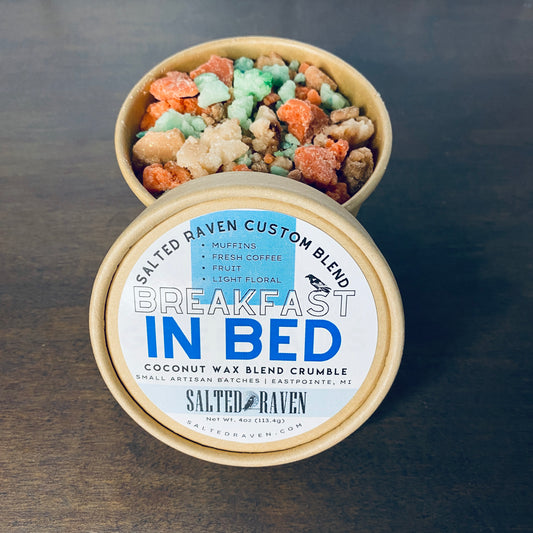 SALTED RAVEN CUSTOM BLEND
• MUFFINS
• FRESH COFFEE
• FRUIT
• LIGHT FLORAL
BREAKFAST
IN BED
COCONUT WAX BLEND CRUMBLE
SMALL ARTISAN BATCHES | EASTPOINTE, MI
SALTED RAVEN
Net Wt. 4oz (113.4g)
SALTEDRAVEN.COM